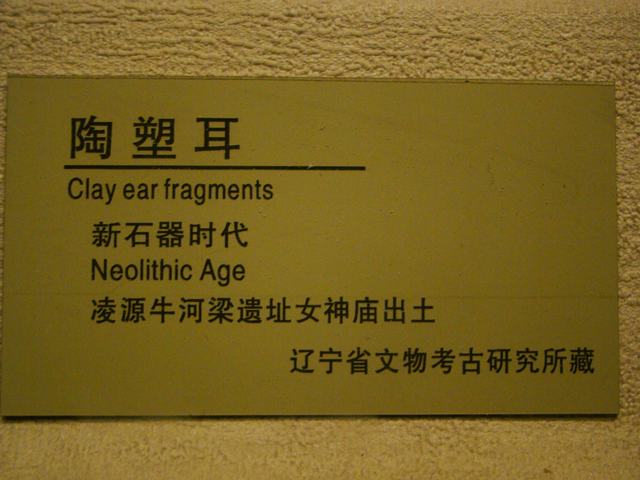 陶塑耳
Clay ear fragments
新石器时代
Neolithic Age
凌源牛河梁遗址女神庙出土
辽宁省文物考古研究所藏